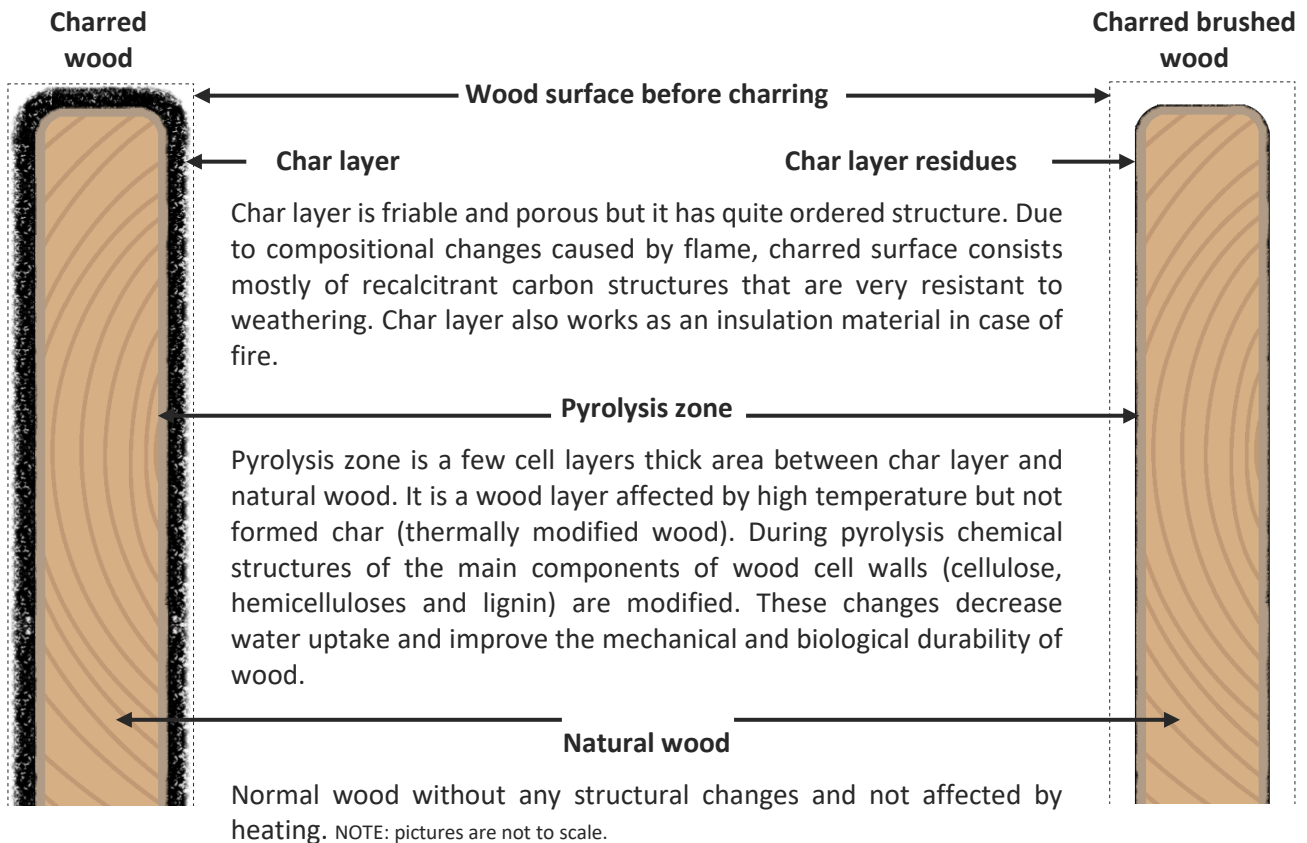 Charred
wood
Charred brushed
wood
Wood surface before charring
Char layer
Char layer residues
Char layer is friable and porous but it has quite ordered structure. Due
to compositional changes caused by flame, charred surface consists
mostly of recalcitrant carbon structures that are very resistant to
weathering. Char layer also works as an insulation material in case of
fire.
Pyrolysis zone
Pyrolysis zone is a few cell layers thick area between char layer and
natural wood. It is a wood layer affected by high temperature but not
formed char (thermally modified wood). During pyrolysis chemical
structures of the main components of wood cell walls (cellulose,
hemicelluloses and lignin) are modified. These changes decrease
water uptake and improve the mechanical and biological durability of
wood.
Natural wood
Normal wood without any structural changes and not affected by
heating. NOTE: pictures are not to scale.